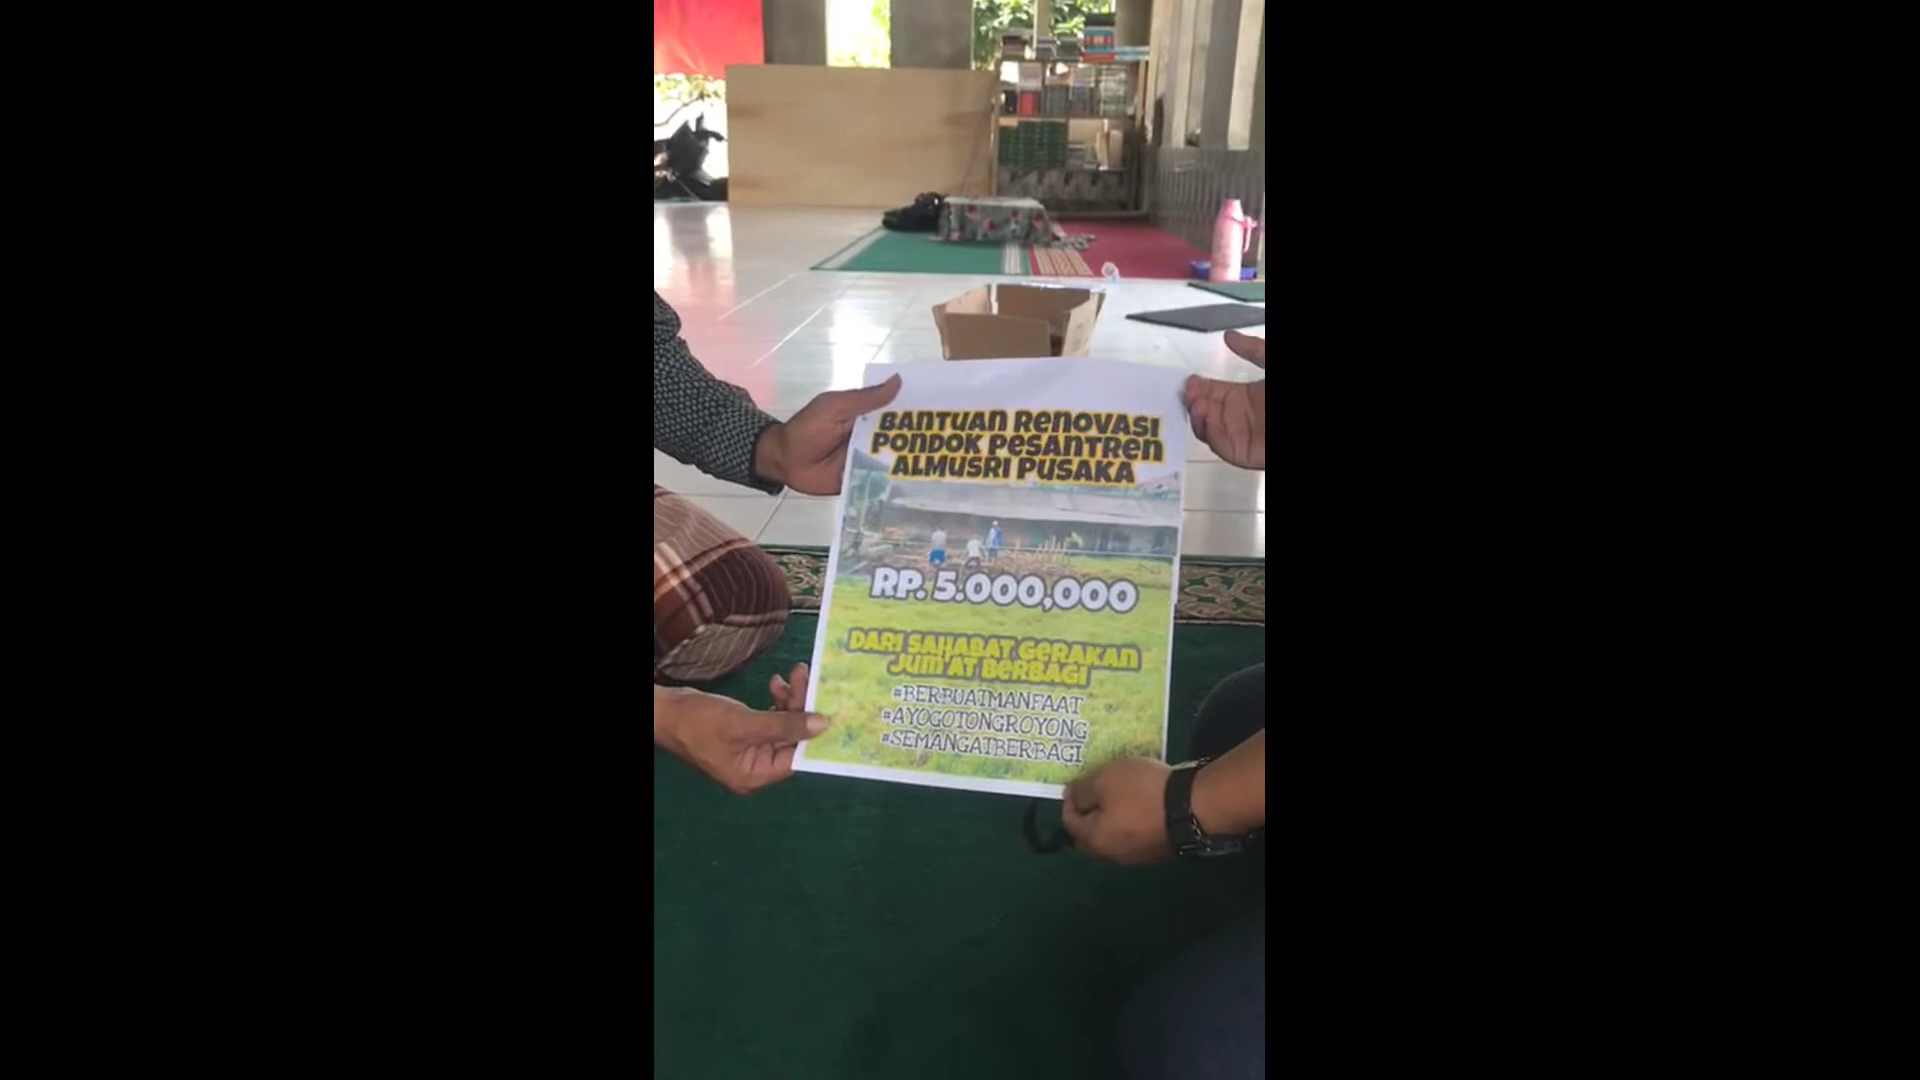 BANTUAN RENOVASI
PONDOK PESANTREN
ALMUSRI PUSAKA
RP. 5.000,000
DARI SAHABAT GERAKAN
JUM'AT BERBAGI
#BERBUATMANFAAT
#AYOGOTONGROYONG
#SEMANGATBERBAGI